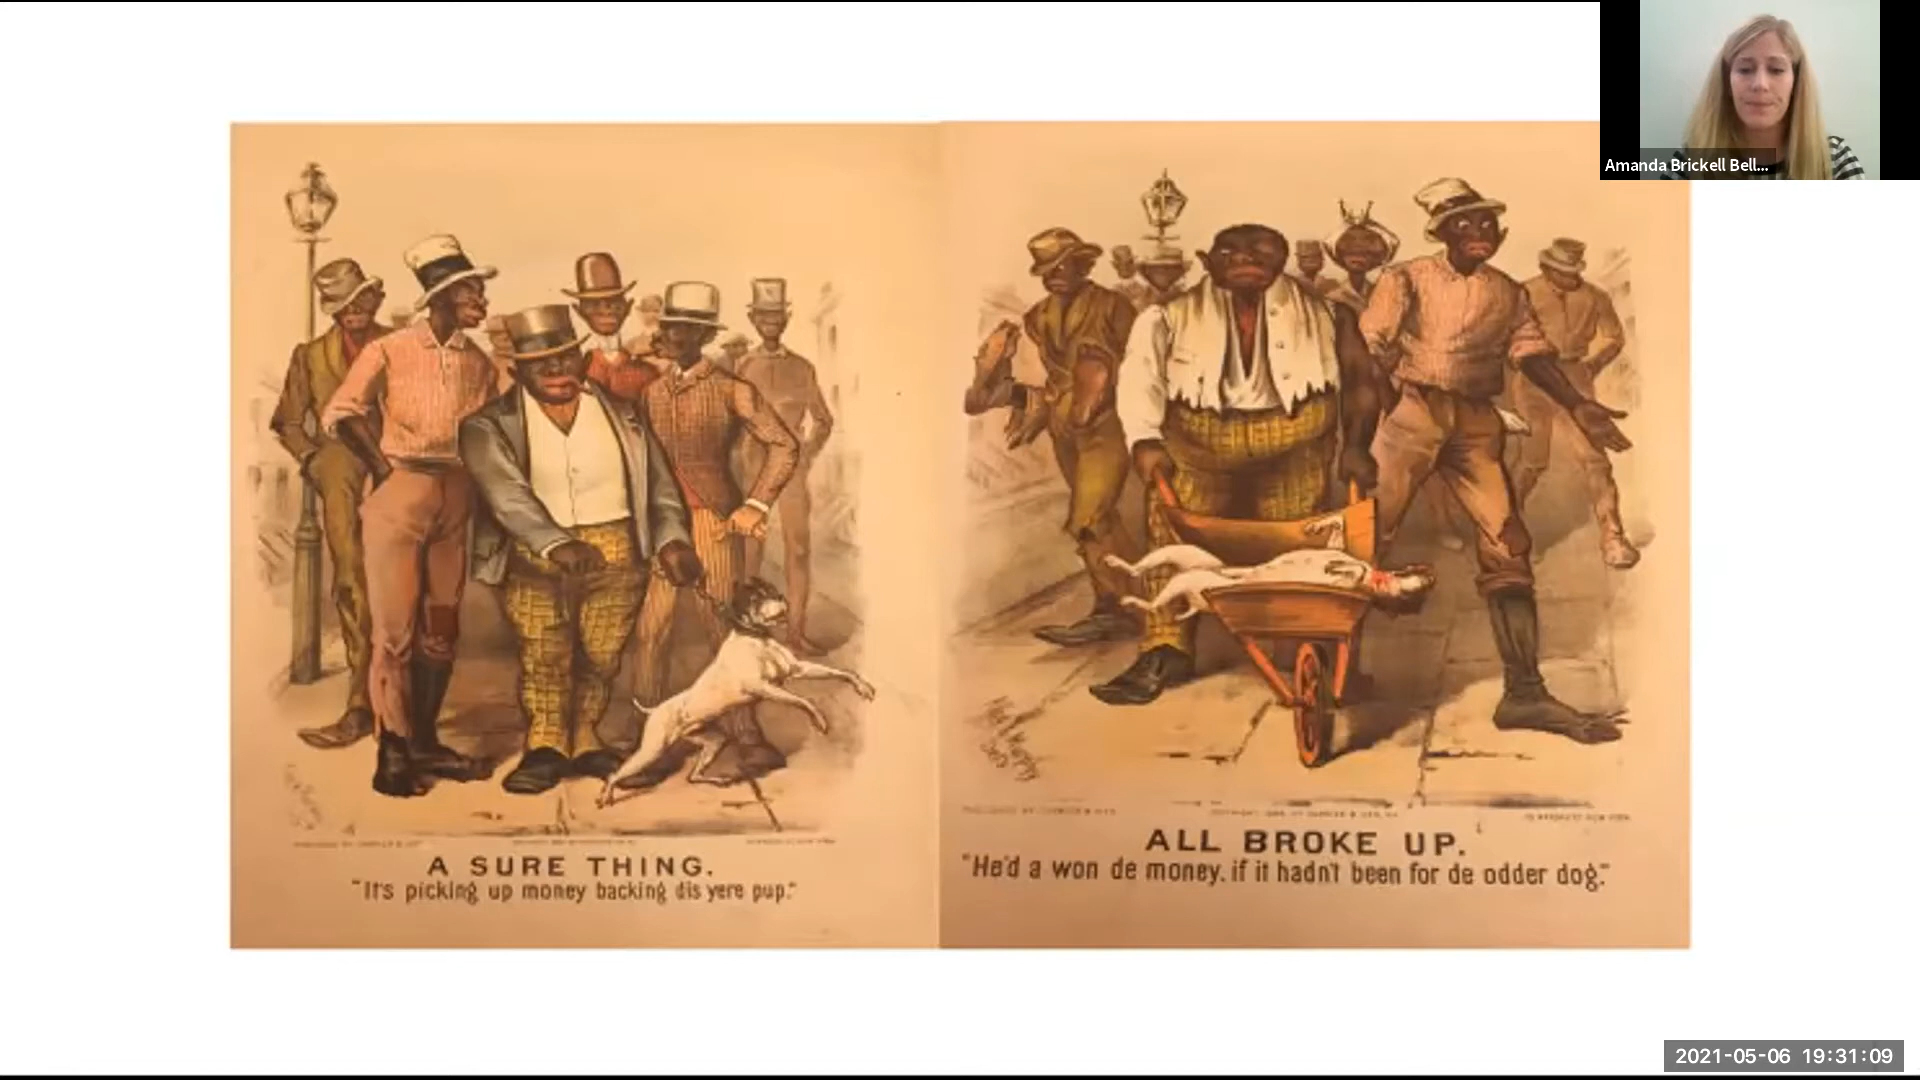 Amanda Brickell Bell...
A SURE THING.
"It's picking up money backing dis yere pup."
ALL BROKE UP.
"He'd a won de money, if it hadn't been for de odder dog."
2021-05-06 19:31:09